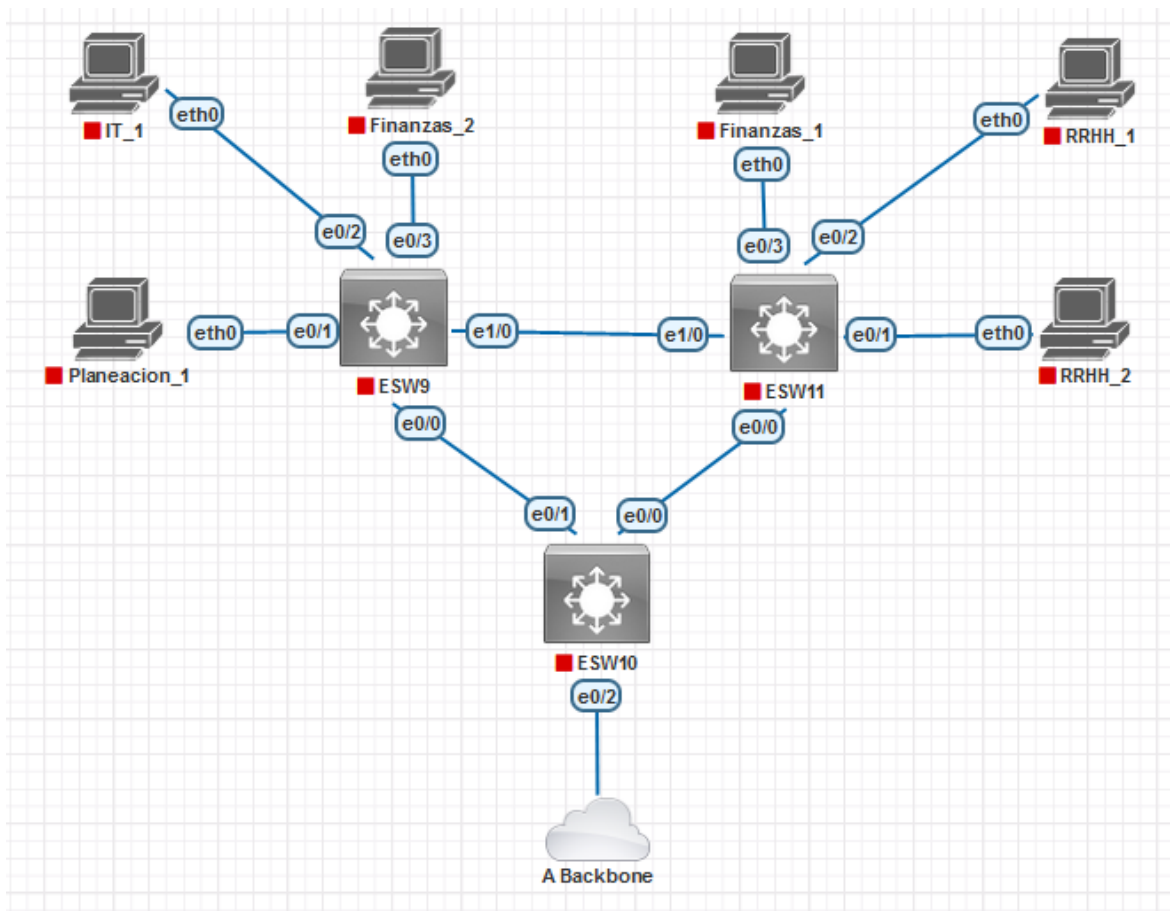 IT_1
eth0
Finanzas_2
eth0
Finanzas_1
eth0
RRHH_1
eth0
e0/2
e0/3
e0/3
e0/2
Planeacion_1
eth0
e0/1
ESW9
e1/0
e1/0
ESW11
e0/1
eth0
RRHH_2
e0/0
e0/0
e0/1
e0/0
ESW10
e0/2
A Backbone